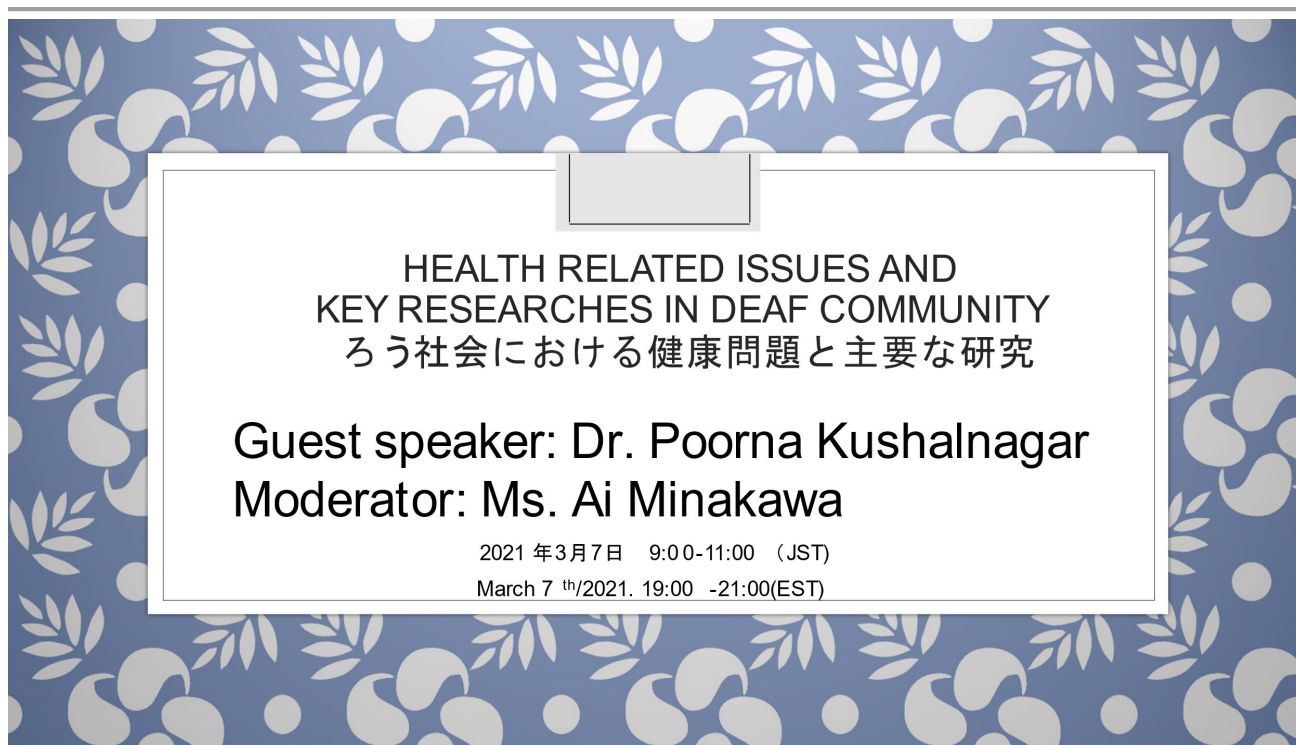 HEALTH RELATED ISSUES AND
KEY RESEARCHES IN DEAF COMMUNITY
ろう社会における健康問題と主要な研究
Guest speaker: Dr. Poorna Kushalnagar
Moderator: Ms. Ai Minakawa
2021 年3月7日　9:00-11:00 （JST)
March 7 th/2021. 19:00 -21:00(EST)